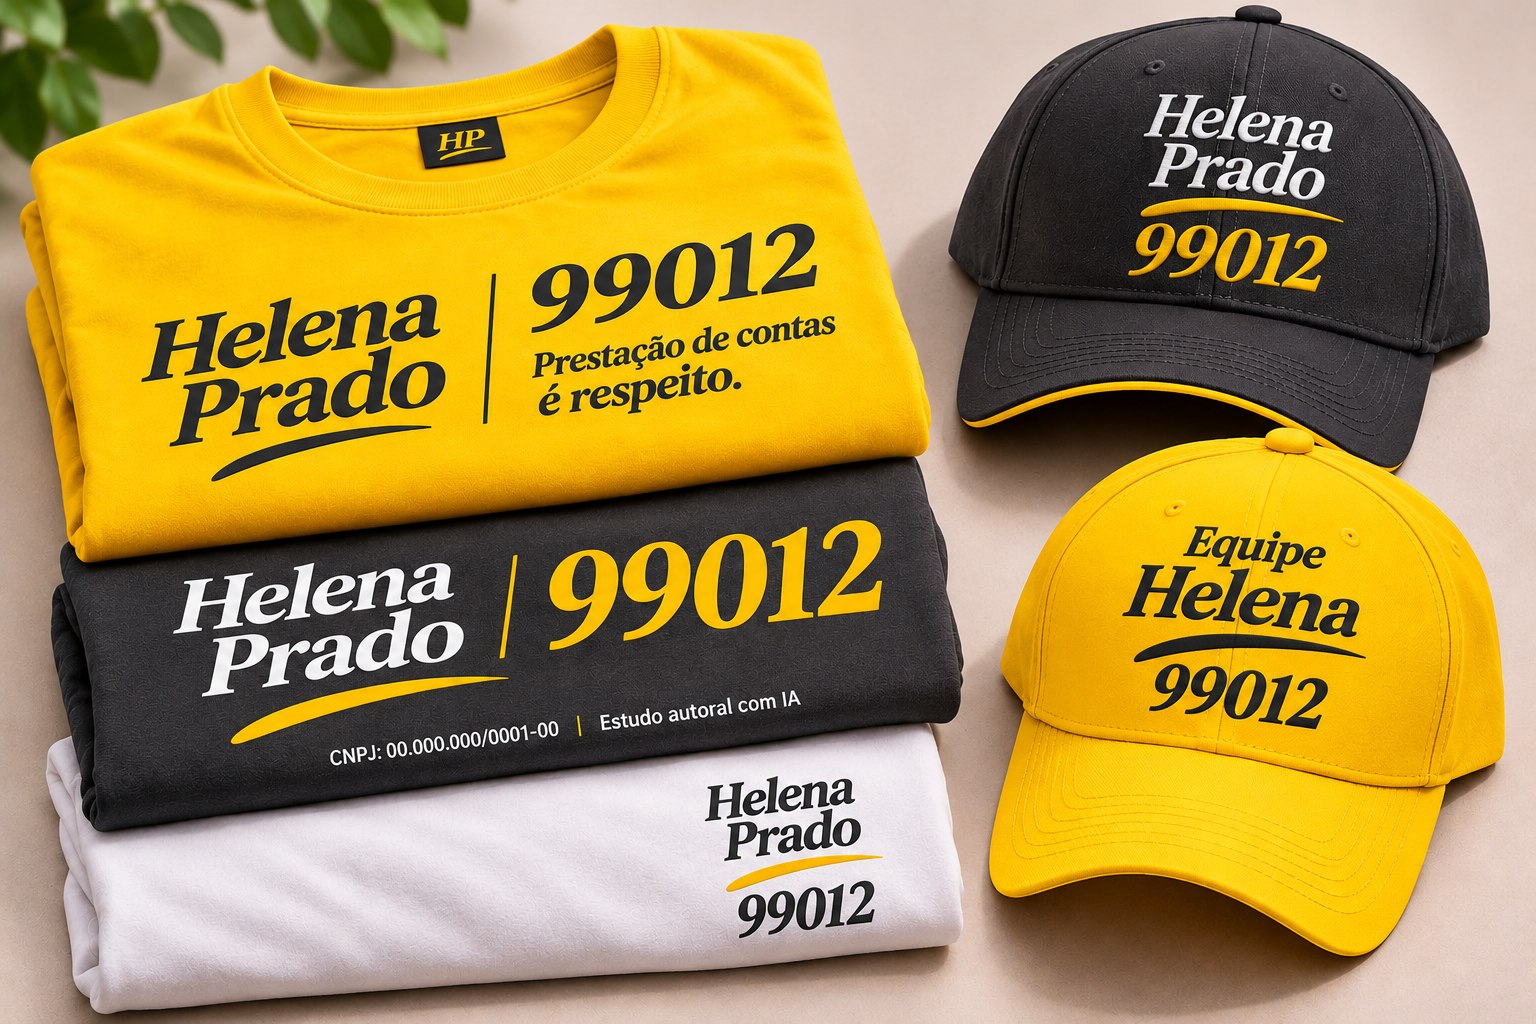 HP
Helena
Prado
99012
Prestação de contas
é respeito.
Helena
Prado
99012
CNPJ: 00.000.000/0001-00 | Estudo autoral com IA
Helena
Prado
99012
Helena
Prado
99012
Equipe
Helena
99012